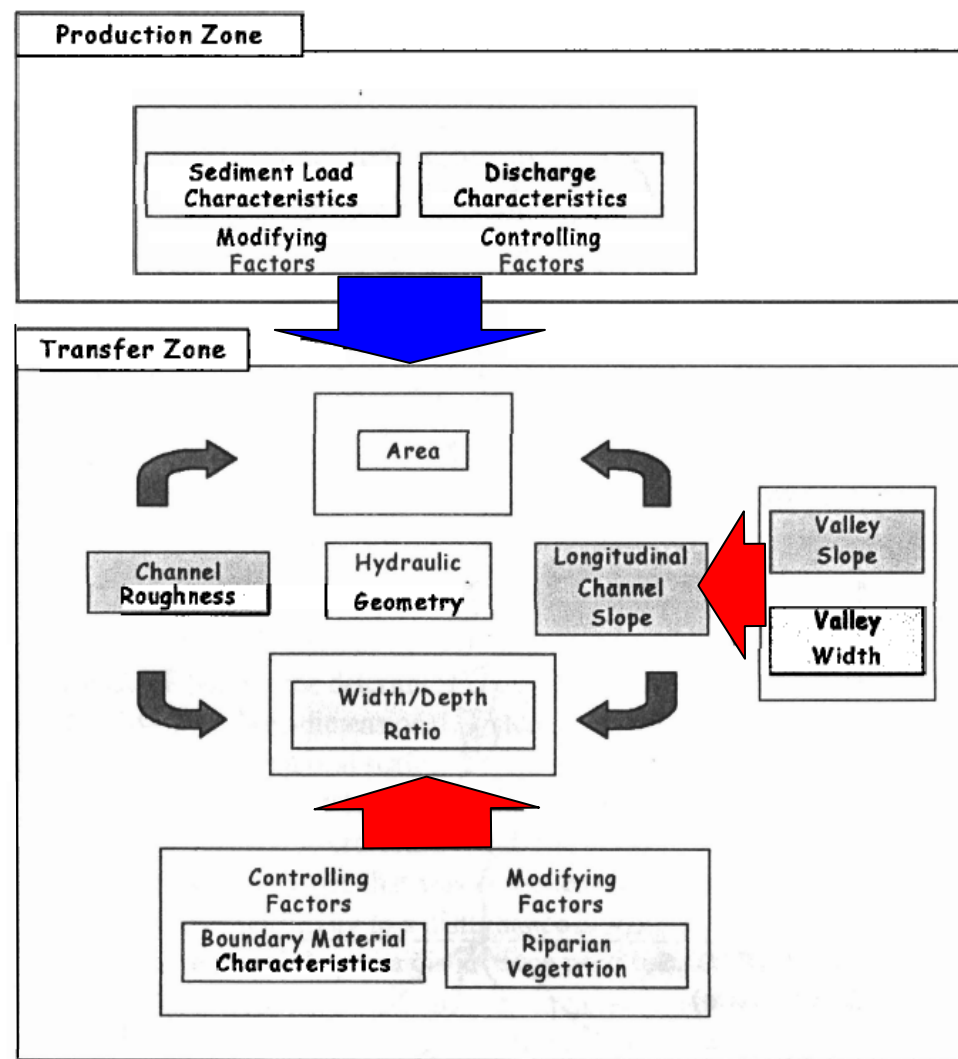 Production Zone
Sediment Load
Characteristics
Modifying
Factors
Discharge
Characteristics
Controlling
Factors
Transfer Zone
Area
Channel
Roughness
Hydraulic
Geometry
Longitudinal
Channel
Slope
Valley
Slope
Valley
Width
Width/Depth
Ratio
Controlling
Factors
Boundary Material
Characteristics
Modifying
Factors
Riparian
Vegetation